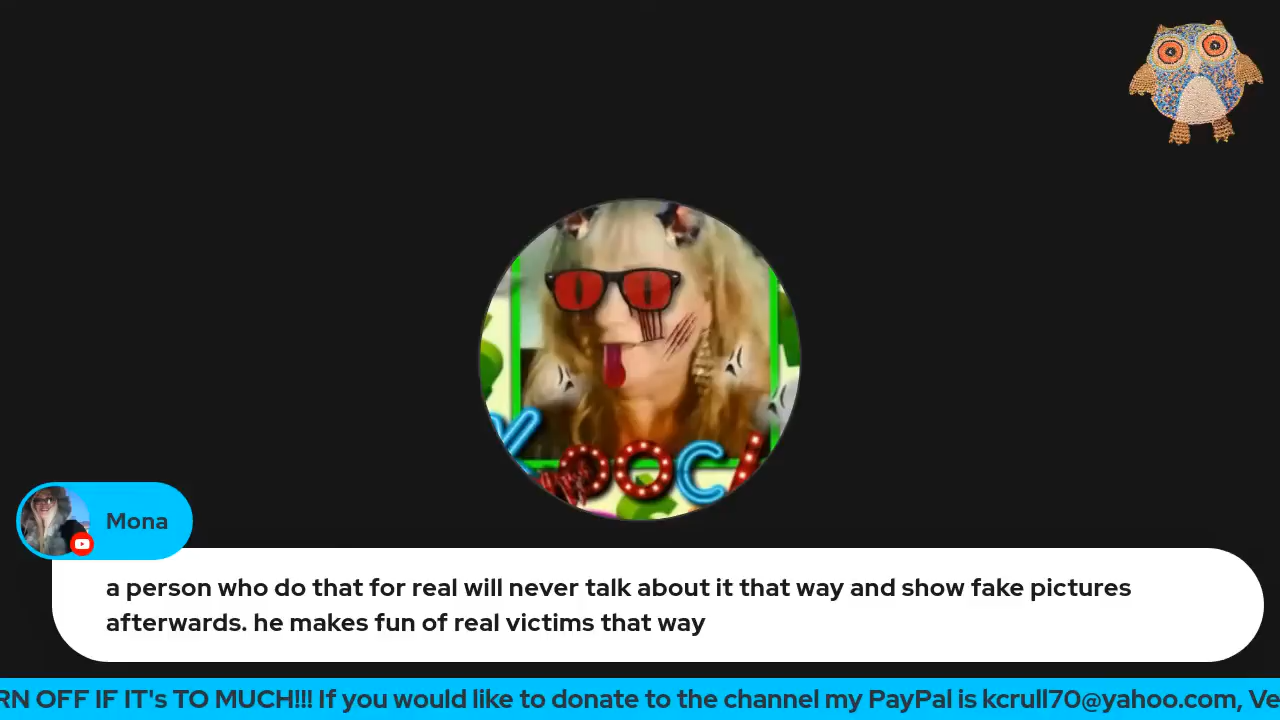 Mona
a person who do that for real will never talk about it that way and show fake pictures
afterwards. he makes fun of real victims that way
RN OFF IF IT's TO MUCH!!! If you would like to donate to the channel my PayPal is kcrull70@yahoo.com, Ve